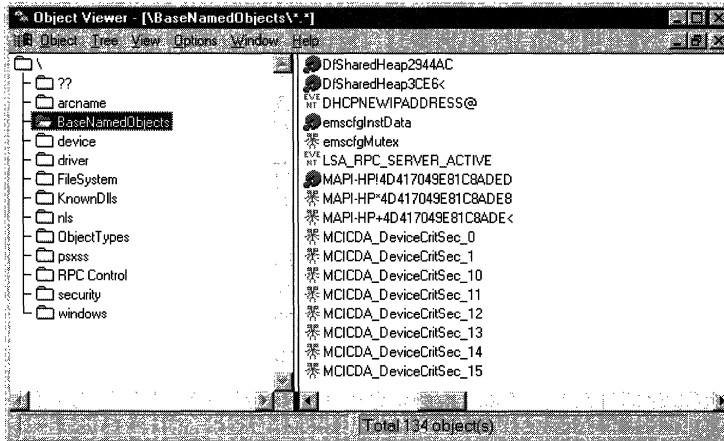 Object Viewer - [\BaseNamedObjects\*.*]
Object Tree View Options Window Help
\
??
arcname
BaseNamedObjects
device
driver
FileSystem
KnownDlls
nls
ObjectTypes
psxss
RPC Control
security
windows
DfSharedHeap2944AC
DfSharedHeap3CE6<
EVENT DHCPNEWIPADDRESS@
emscfgInstData
emscfgMutex
EVENT LSA_RPC_SERVER_ACTIVE
MAPI-HP!4D417049E81C8ADED
MAPI-HP*4D417049E81C8ADE8
MAPI-HP+4D417049E81C8ADE<
MCICDA_DeviceCritSec_0
MCICDA_DeviceCritSec_1
MCICDA_DeviceCritSec_10
MCICDA_DeviceCritSec_11
MCICDA_DeviceCritSec_12
MCICDA_DeviceCritSec_13
MCICDA_DeviceCritSec_14
MCICDA_DeviceCritSec_15
Total 134 object(s)